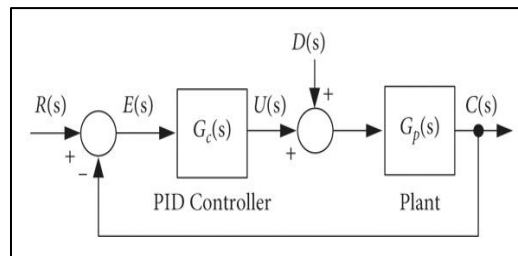 D(s)
+
R(s) E(s) U(s) C(s)
G_c(s) G_p(s)
+ − +
PID Controller Plant